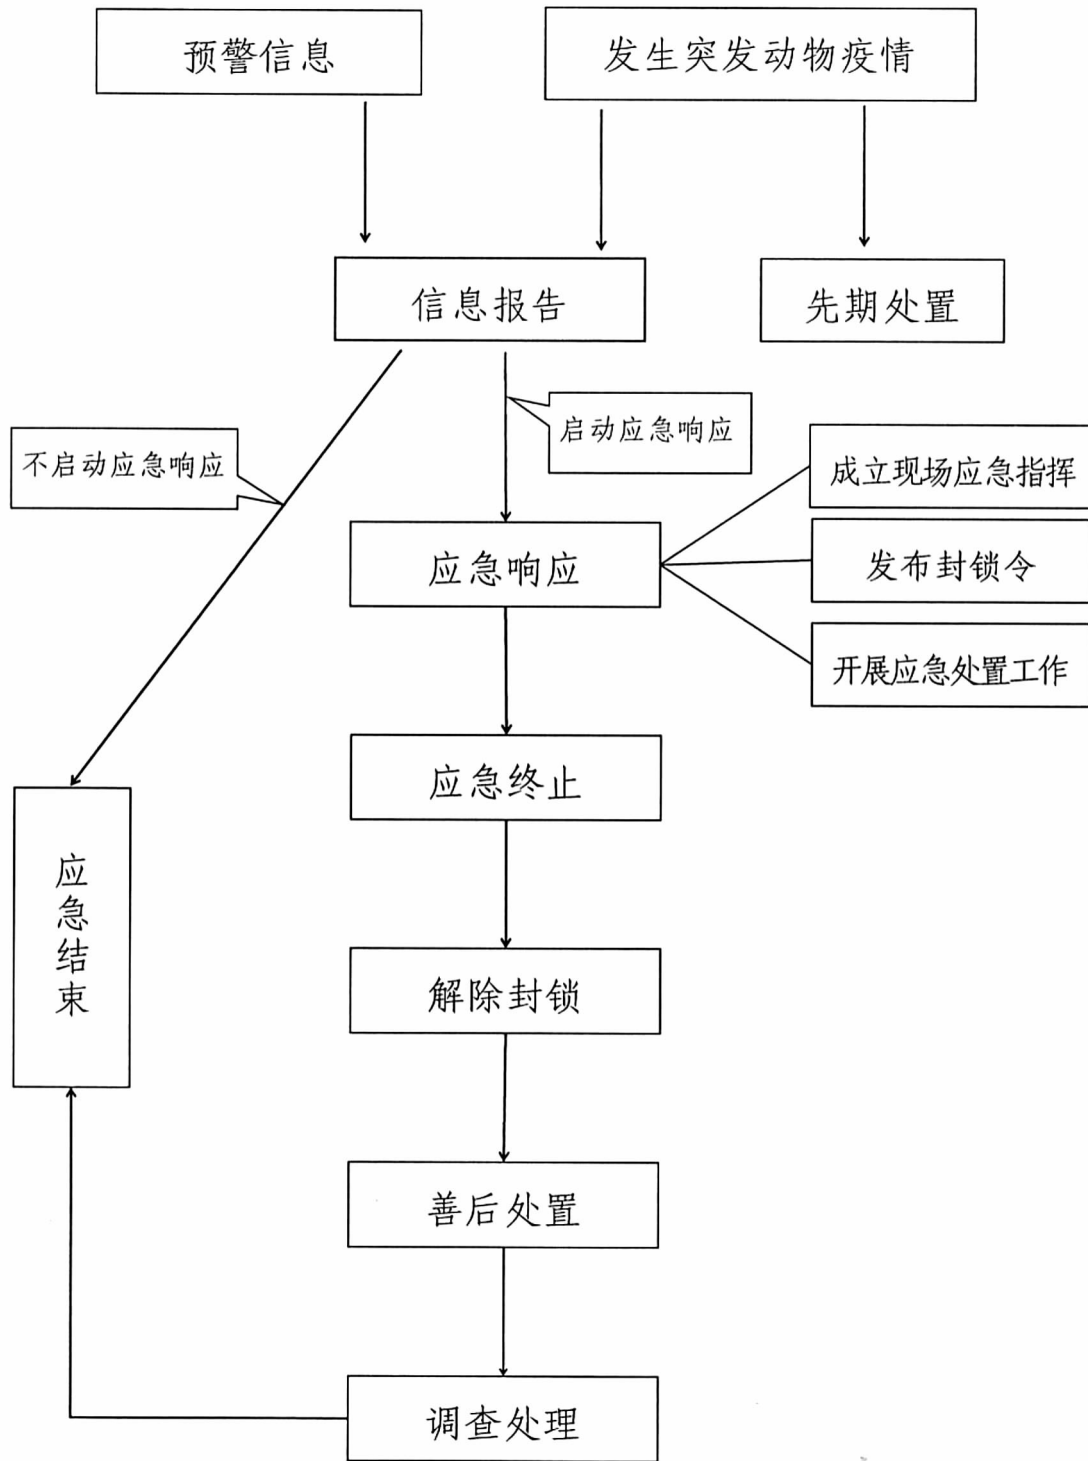 预警信息
发生突发动物疫情
信息报告
先期处置
启动应急响应
不启动应急响应
成立现场应急指挥
应急响应
发布封锁令
开展应急处置工作
应急终止
应急结束
解除封锁
善后处置
调查处理